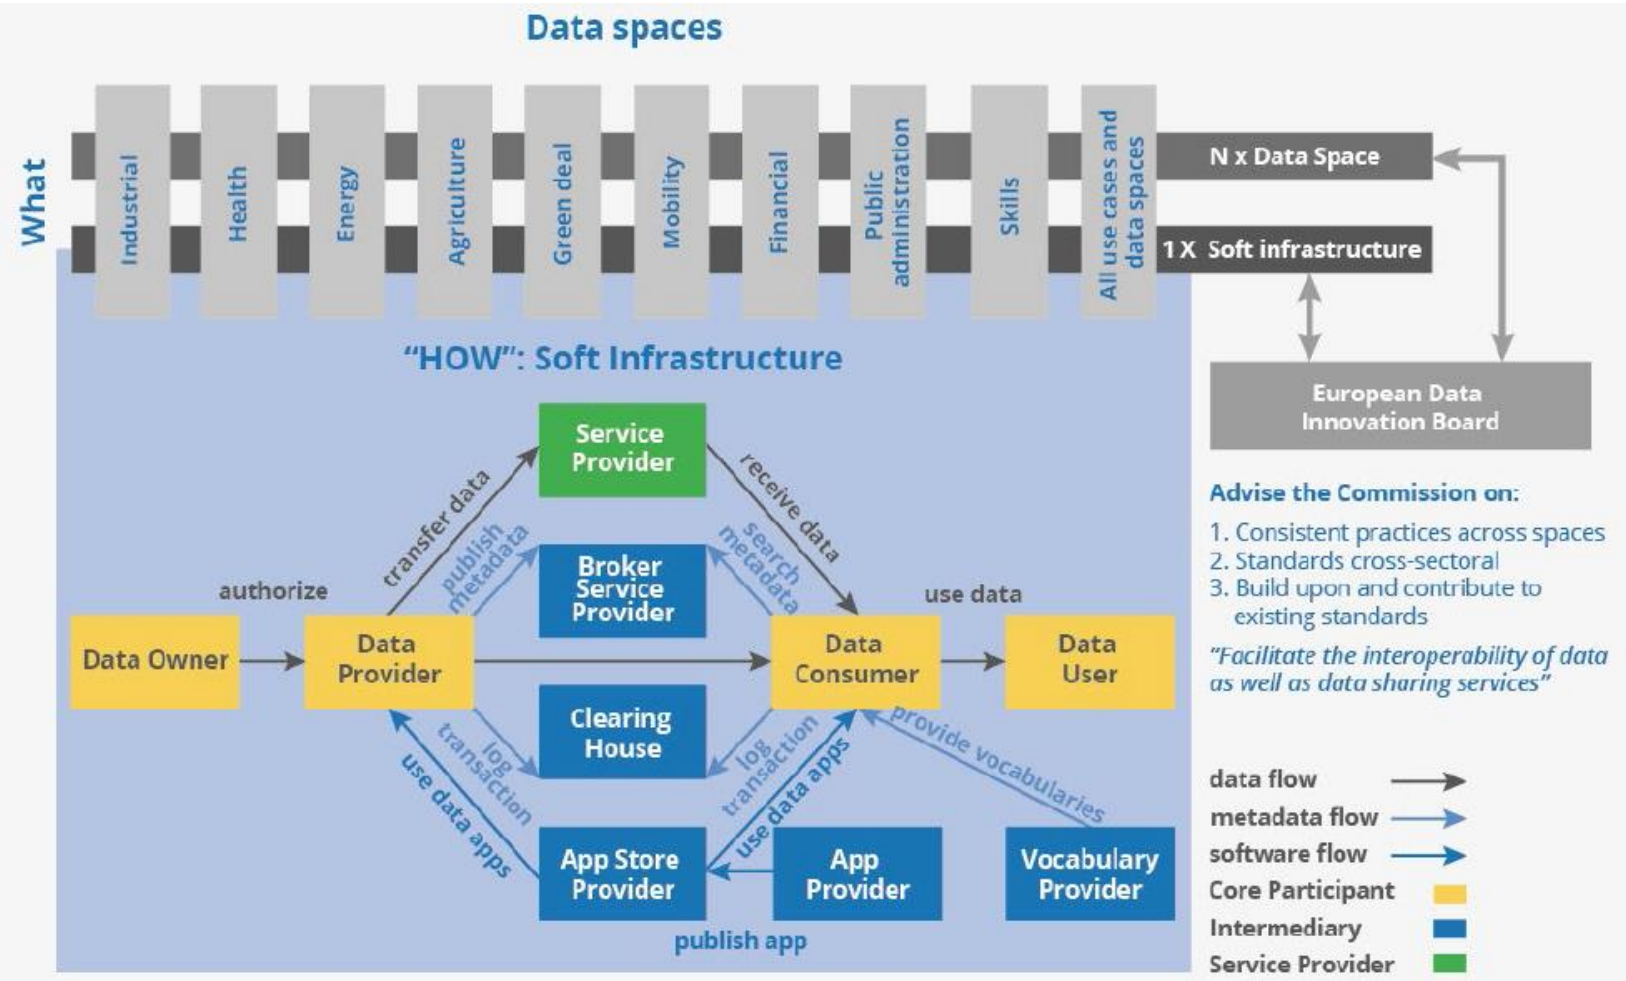 Data spaces
What
Industrial
Health
Energy
Agriculture
Green deal
Mobility
Financial
Public
administration
Skills
All use cases and
data spaces
N x Data Space
1 X Soft infrastructure
European Data
Innovation Board
“HOW”: Soft Infrastructure
Service
Provider
transfer data
receive data
publish
metadata
search
mecadata
Broker
Service
Provider
authorize
use data
Data Owner
Data
Provider
Data
Consumer
Data
User
Clearing
House
log
transaction
log
transaction
use data apps
use data apps
provide vocabularies
App Store
Provider
App
Provider
Vocabulary
Provider
publish app
Advise the Commission on:
1. Consistent practices across spaces
2. Standards cross-sectoral
3. Build upon and contribute to
existing standards
“Facilitate the interoperability of data
as well as data sharing services”
data flow
metadata flow
software flow
Core Participant
Intermediary
Service Provider